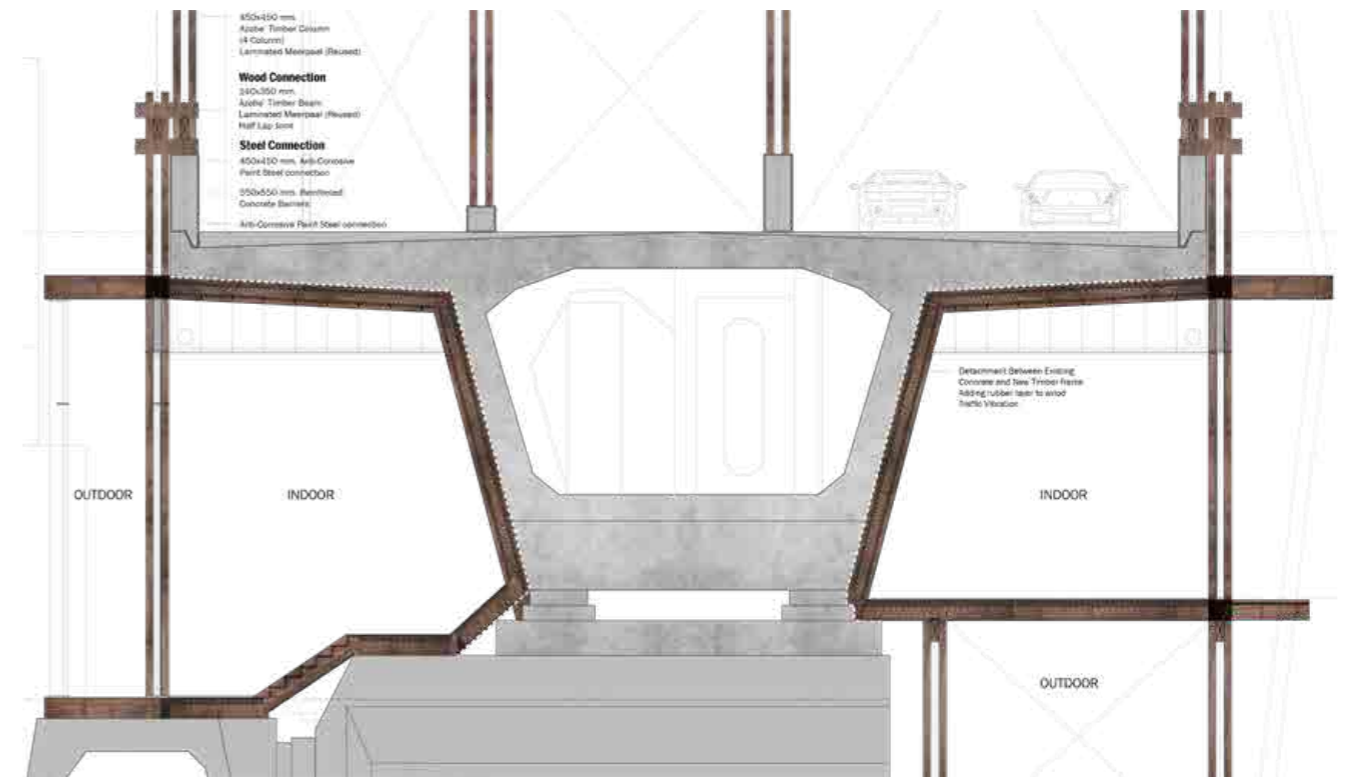 450x450 mm.
Azobe' Timber Column
(4 Column)
Laminated Meerpaal (Reused)
Wood Connection
140x350 mm.
Azobe' Timber Beam
Laminated Meerpaal (Reused)
Half Lap Joint
Steel Connection
450x450 mm. Anti-Corrosive
Paint Steel connection
550x550 mm. Reinforced
Concrete Barriers
Anti-Corrosive Paint Steel connection
Detachment Between Existing
Concrete and New Timber Frame
Adding rubber layer to avoid
Traffic Vibration
OUTDOOR
INDOOR
INDOOR
OUTDOOR